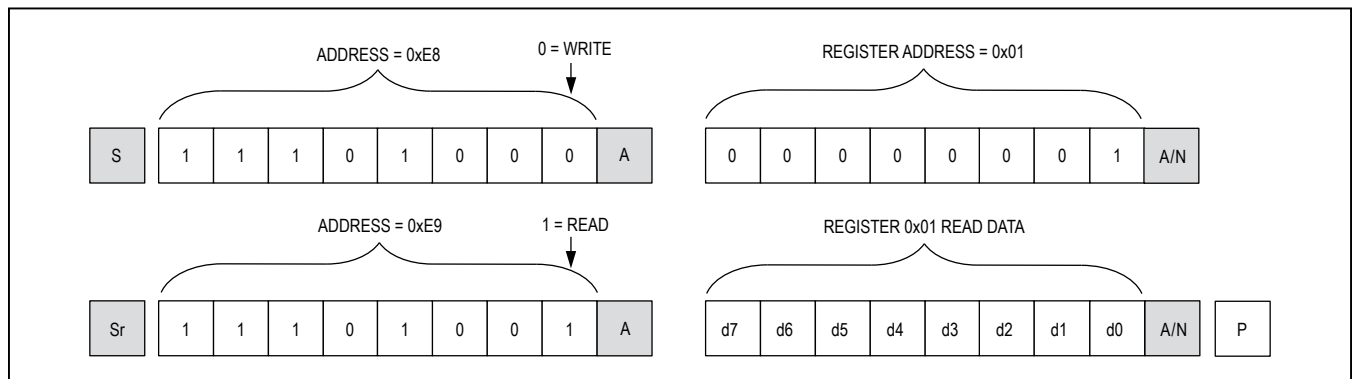 ADDRESS = 0xE8 0 = WRITE REGISTER ADDRESS = 0x01
S 1 1 1 0 1 0 0 0 A 0 0 0 0 0 0 0 1 A/N
ADDRESS = 0xE9 1 = READ REGISTER 0x01 READ DATA
Sr 1 1 1 0 1 0 0 1 A d7 d6 d5 d4 d3 d2 d1 d0 A/N P